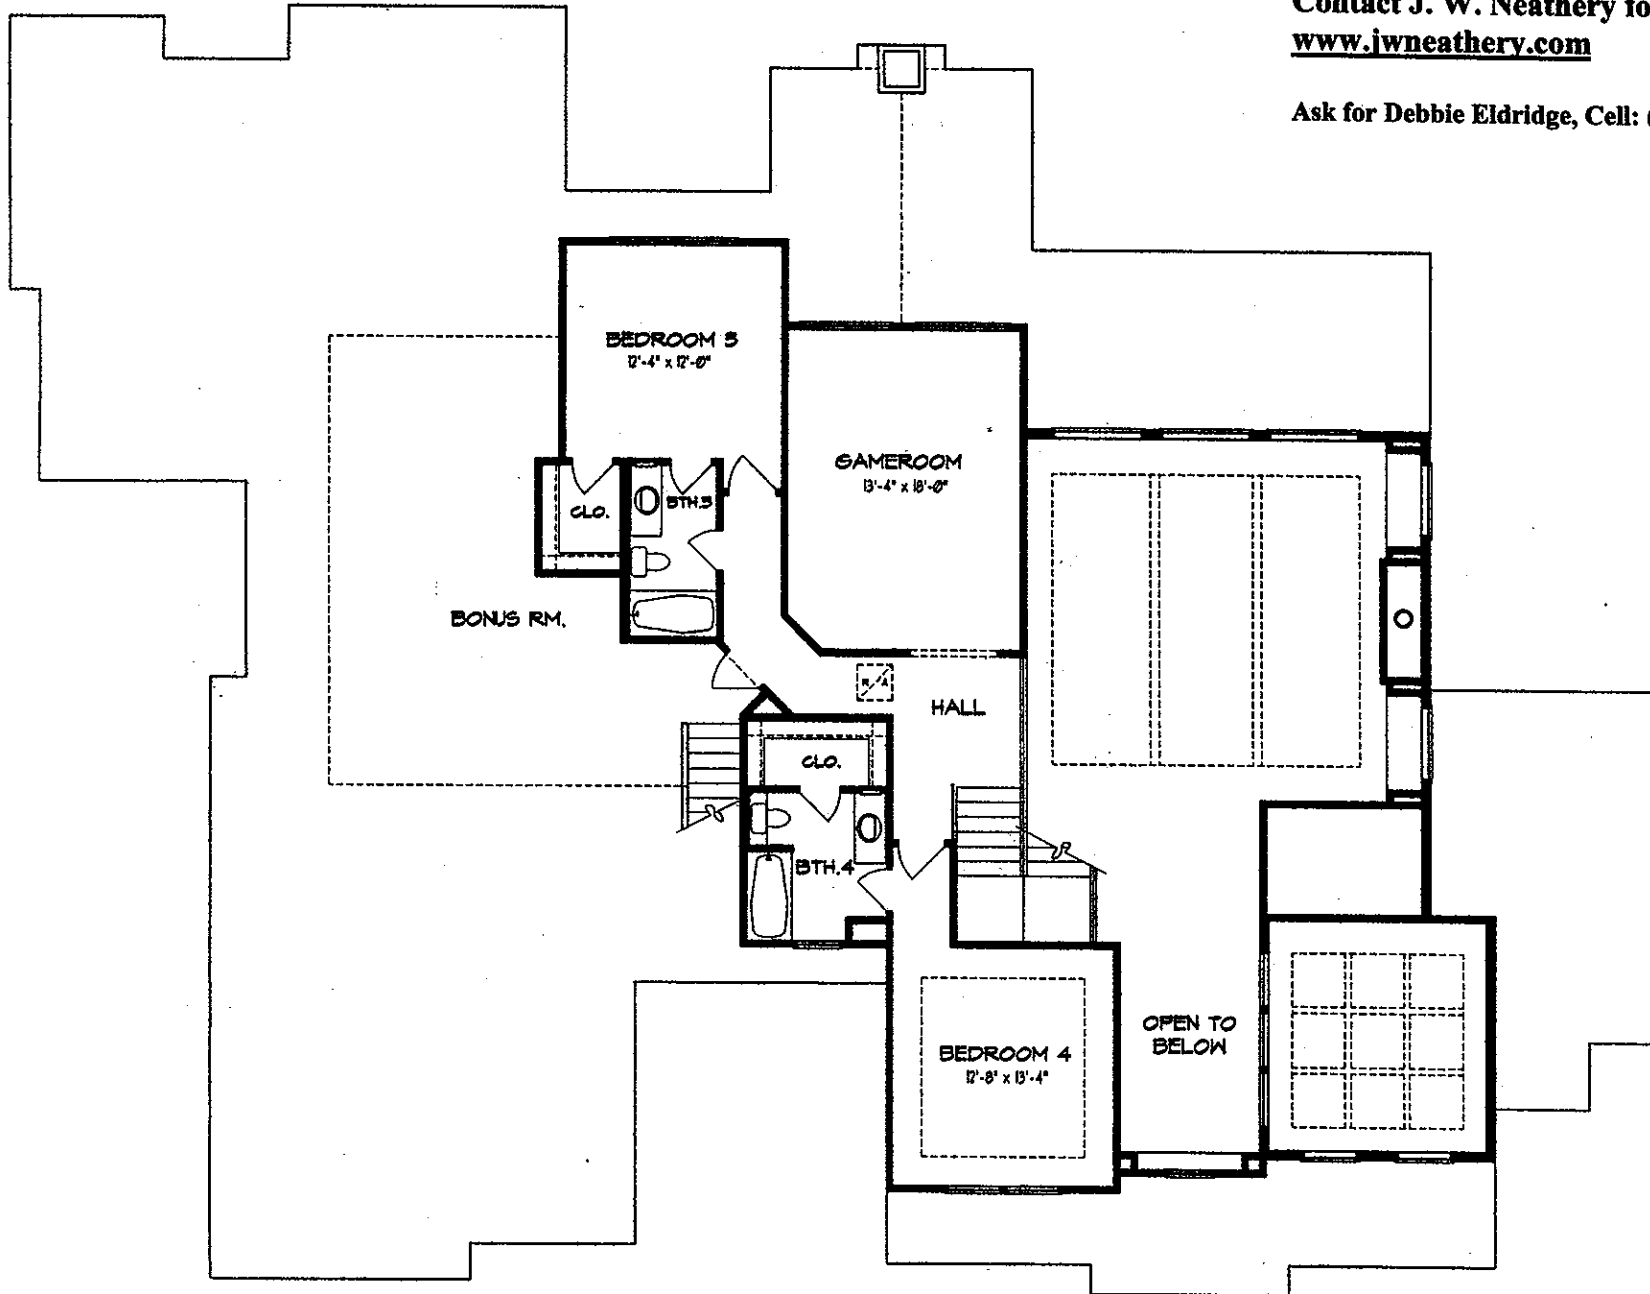 Contact J. W. Neathery fo
www.jwneathery.com
Ask for Debbie Eldridge, Cell: (
BEDROOM 3
12'-4" x 12'-0"
GAMEROOM
13'-4" x 18'-0"
CLO.
BTH.3
BONUS RM.
R/A
HALL
CLO.
BTH.4
OPEN TO
BELOW
BEDROOM 4
12'-8" x 13'-4"